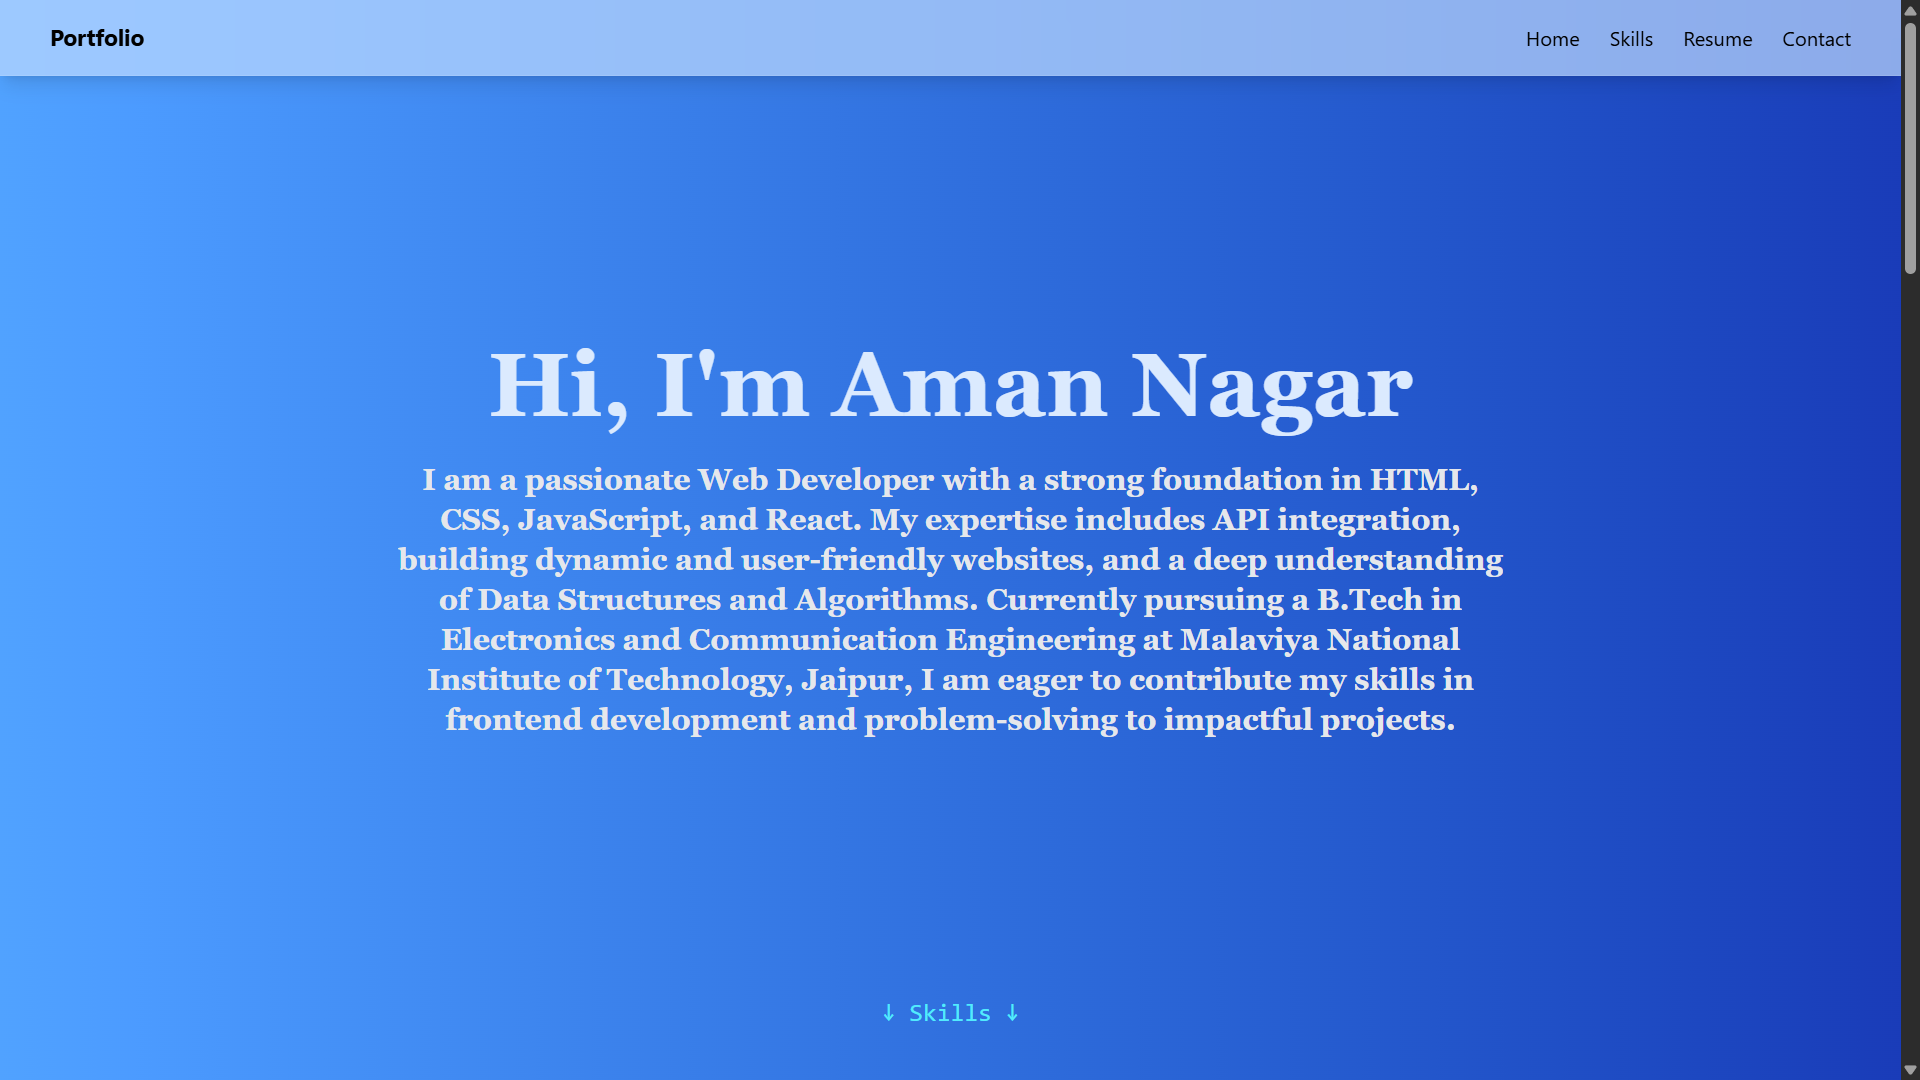 Portfolio
Home Skills Resume Contact
Hi, I'm Aman Nagar
I am a passionate Web Developer with a strong foundation in HTML,
CSS, JavaScript, and React. My expertise includes API integration,
building dynamic and user-friendly websites, and a deep understanding
of Data Structures and Algorithms. Currently pursuing a B.Tech in
Electronics and Communication Engineering at Malaviya National
Institute of Technology, Jaipur, I am eager to contribute my skills in
frontend development and problem-solving to impactful projects.
↓ Skills ↓